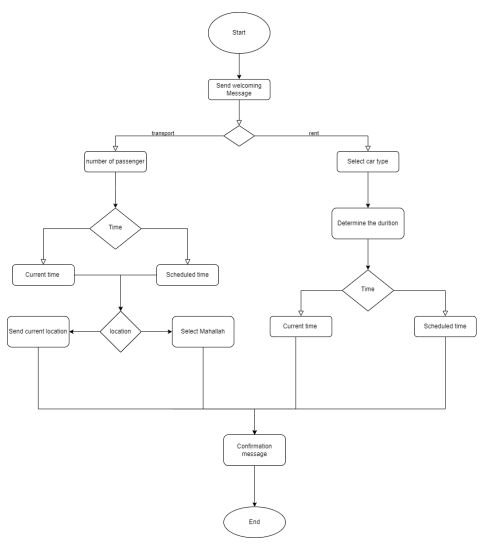 Start
Send welcoming
Message
transport
rent
number of passenger
Select car type
Time
Determine the durition
Current time
Scheduled time
Time
Send current location
location
Select Mahallah
Current time
Scheduled time
Confirmation
message
End